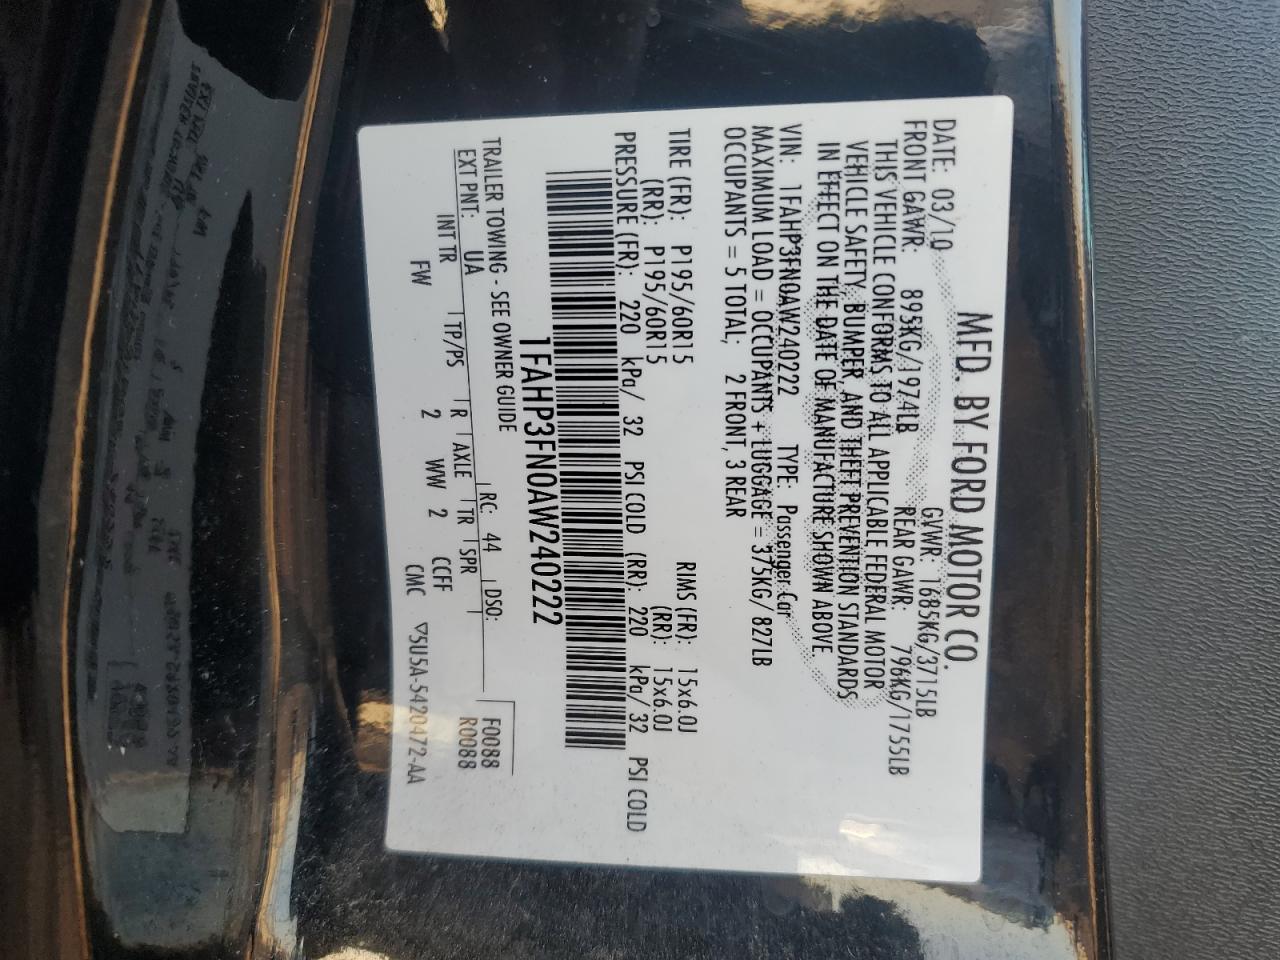 MFD. BY FORD MOTOR CO.
DATE: 03/10 GVWR: 1685KG/3715LB
FRONT GAWR: 895KG/1974LB REAR GAWR: 796KG/1755LB
THIS VEHICLE CONFORMS TO ALL APPLICABLE FEDERAL MOTOR
VEHICLE SAFETY, BUMPER, AND THEFT PREVENTION STANDARDS
IN EFFECT ON THE DATE OF MANUFACTURE SHOWN ABOVE.
VIN: 1FAHP3FN0AW240222 TYPE: Passenger Car
MAXIMUM LOAD = OCCUPANTS + LUGGAGE = 375KG/ 827LB
OCCUPANTS = 5 TOTAL, 2 FRONT, 3 REAR
TIRE (FR): P195/60R15 RIMS (FR): 15x6.0J
(RR): P195/60R15 (RR): 15x6.0J
PRESSURE (FR): 220 kPa/ 32 PSI COLD (RR): 220 kPa/ 32 PSI COLD
1FAHP3FN0AW240222
TRAILER TOWING - SEE OWNER GUIDE RC: 44 DSO: F0088
EXT PNT: UA R0088
INT TR TP/PS R AXLE TR SPR
FW 2 WW 2 CCFF
CMC ▽5U5A-5420472-AA